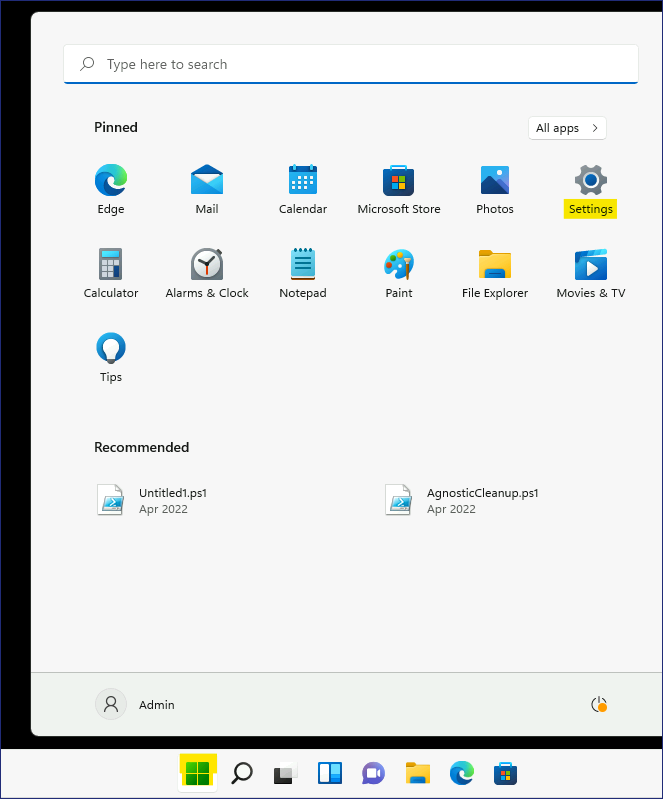 Type here to search
Pinned
All apps
Edge
Mail
Calendar
Microsoft Store
Photos
Settings
Calculator
Alarms & Clock
Notepad
Paint
File Explorer
Movies & TV
Tips
Recommended
Untitled1.ps1
Apr 2022
AgnosticCleanup.ps1
Apr 2022
Admin